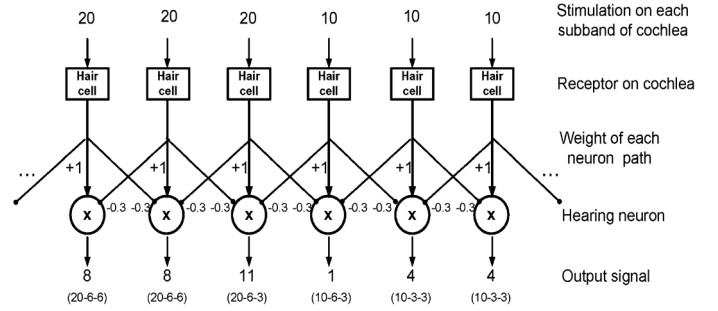 20 20 20 10 10 10 Stimulation on each
subband of cochlea
Hair cell Hair cell Hair cell Hair cell Hair cell Hair cell Receptor on cochlea
Weight of each
neuron path
... +1 +1 +1 +1 +1 +1 ...
x -0.3 -0.3 x -0.3 -0.3 x -0.3 -0.3 x -0.3 -0.3 x -0.3 -0.3 x Hearing neuron
8 8 11 1 4 4 Output signal
(20-6-6) (20-6-6) (20-6-3) (10-6-3) (10-3-3) (10-3-3)